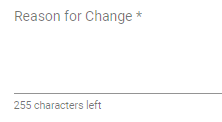 Reason for Change *
255 characters left